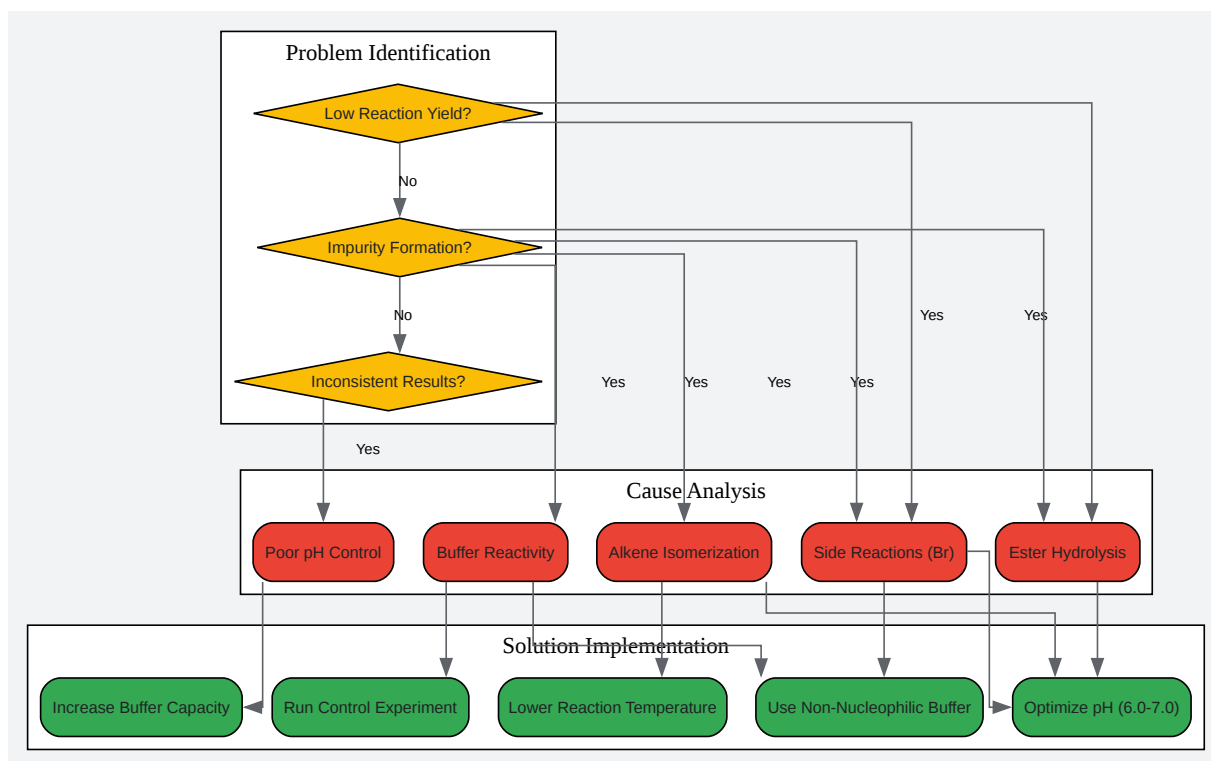 Problem Identification
Low Reaction Yield?
No
Impurity Formation?
No
Yes
Yes
Inconsistent Results?
Yes
Yes
Yes
Yes
Yes
Cause Analysis
Poor pH Control
Buffer Reactivity
Alkene Isomerization
Side Reactions (Br)
Ester Hydrolysis
Solution Implementation
Increase Buffer Capacity
Run Control Experiment
Lower Reaction Temperature
Use Non-Nucleophilic Buffer
Optimize pH (6.0-7.0)